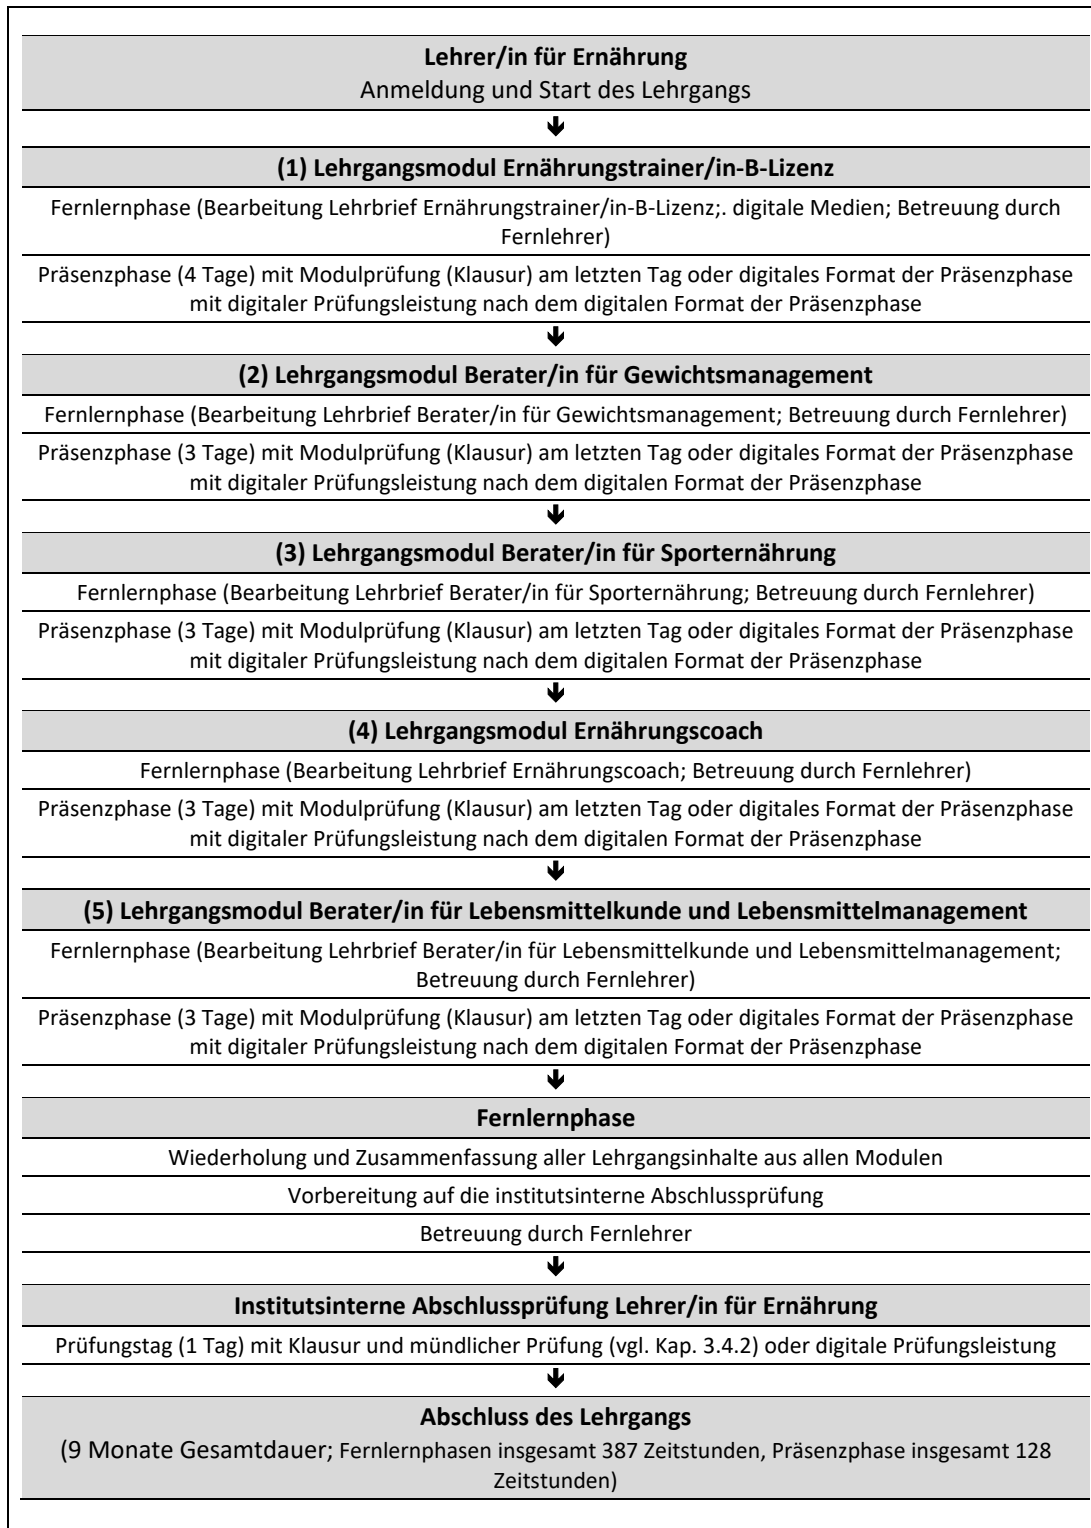 Lehrer/in für Ernährung
Anmeldung und Start des Lehrgangs
🡻
(1) Lehrgangsmodul Ernährungstrainer/in-B-Lizenz
Fernlernphase (Bearbeitung Lehrbrief Ernährungstrainer/in-B-Lizenz;. digitale Medien; Betreuung durch
Fernlehrer)
Präsenzphase (4 Tage) mit Modulprüfung (Klausur) am letzten Tag oder digitales Format der Präsenzphase
mit digitaler Prüfungsleistung nach dem digitalen Format der Präsenzphase
🡻
(2) Lehrgangsmodul Berater/in für Gewichtsmanagement
Fernlernphase (Bearbeitung Lehrbrief Berater/in für Gewichtsmanagement; Betreuung durch Fernlehrer)
Präsenzphase (3 Tage) mit Modulprüfung (Klausur) am letzten Tag oder digitales Format der Präsenzphase
mit digitaler Prüfungsleistung nach dem digitalen Format der Präsenzphase
🡻
(3) Lehrgangsmodul Berater/in für Sporternährung
Fernlernphase (Bearbeitung Lehrbrief Berater/in für Sporternährung; Betreuung durch Fernlehrer)
Präsenzphase (3 Tage) mit Modulprüfung (Klausur) am letzten Tag oder digitales Format der Präsenzphase
mit digitaler Prüfungsleistung nach dem digitalen Format der Präsenzphase
🡻
(4) Lehrgangsmodul Ernährungscoach
Fernlernphase (Bearbeitung Lehrbrief Ernährungscoach; Betreuung durch Fernlehrer)
Präsenzphase (3 Tage) mit Modulprüfung (Klausur) am letzten Tag oder digitales Format der Präsenzphase
mit digitaler Prüfungsleistung nach dem digitalen Format der Präsenzphase
🡻
(5) Lehrgangsmodul Berater/in für Lebensmittelkunde und Lebensmittelmanagement
Fernlernphase (Bearbeitung Lehrbrief Berater/in für Lebensmittelkunde und Lebensmittelmanagement;
Betreuung durch Fernlehrer)
Präsenzphase (3 Tage) mit Modulprüfung (Klausur) am letzten Tag oder digitales Format der Präsenzphase
mit digitaler Prüfungsleistung nach dem digitalen Format der Präsenzphase
🡻
Fernlernphase
Wiederholung und Zusammenfassung aller Lehrgangsinhalte aus allen Modulen
Vorbereitung auf die institutsinterne Abschlussprüfung
Betreuung durch Fernlehrer
🡻
Institutsinterne Abschlussprüfung Lehrer/in für Ernährung
Prüfungstag (1 Tag) mit Klausur und mündlicher Prüfung (vgl. Kap. 3.4.2) oder digitale Prüfungsleistung
🡻
Abschluss des Lehrgangs
(9 Monate Gesamtdauer; Fernlernphasen insgesamt 387 Zeitstunden, Präsenzphase insgesamt 128
Zeitstunden)